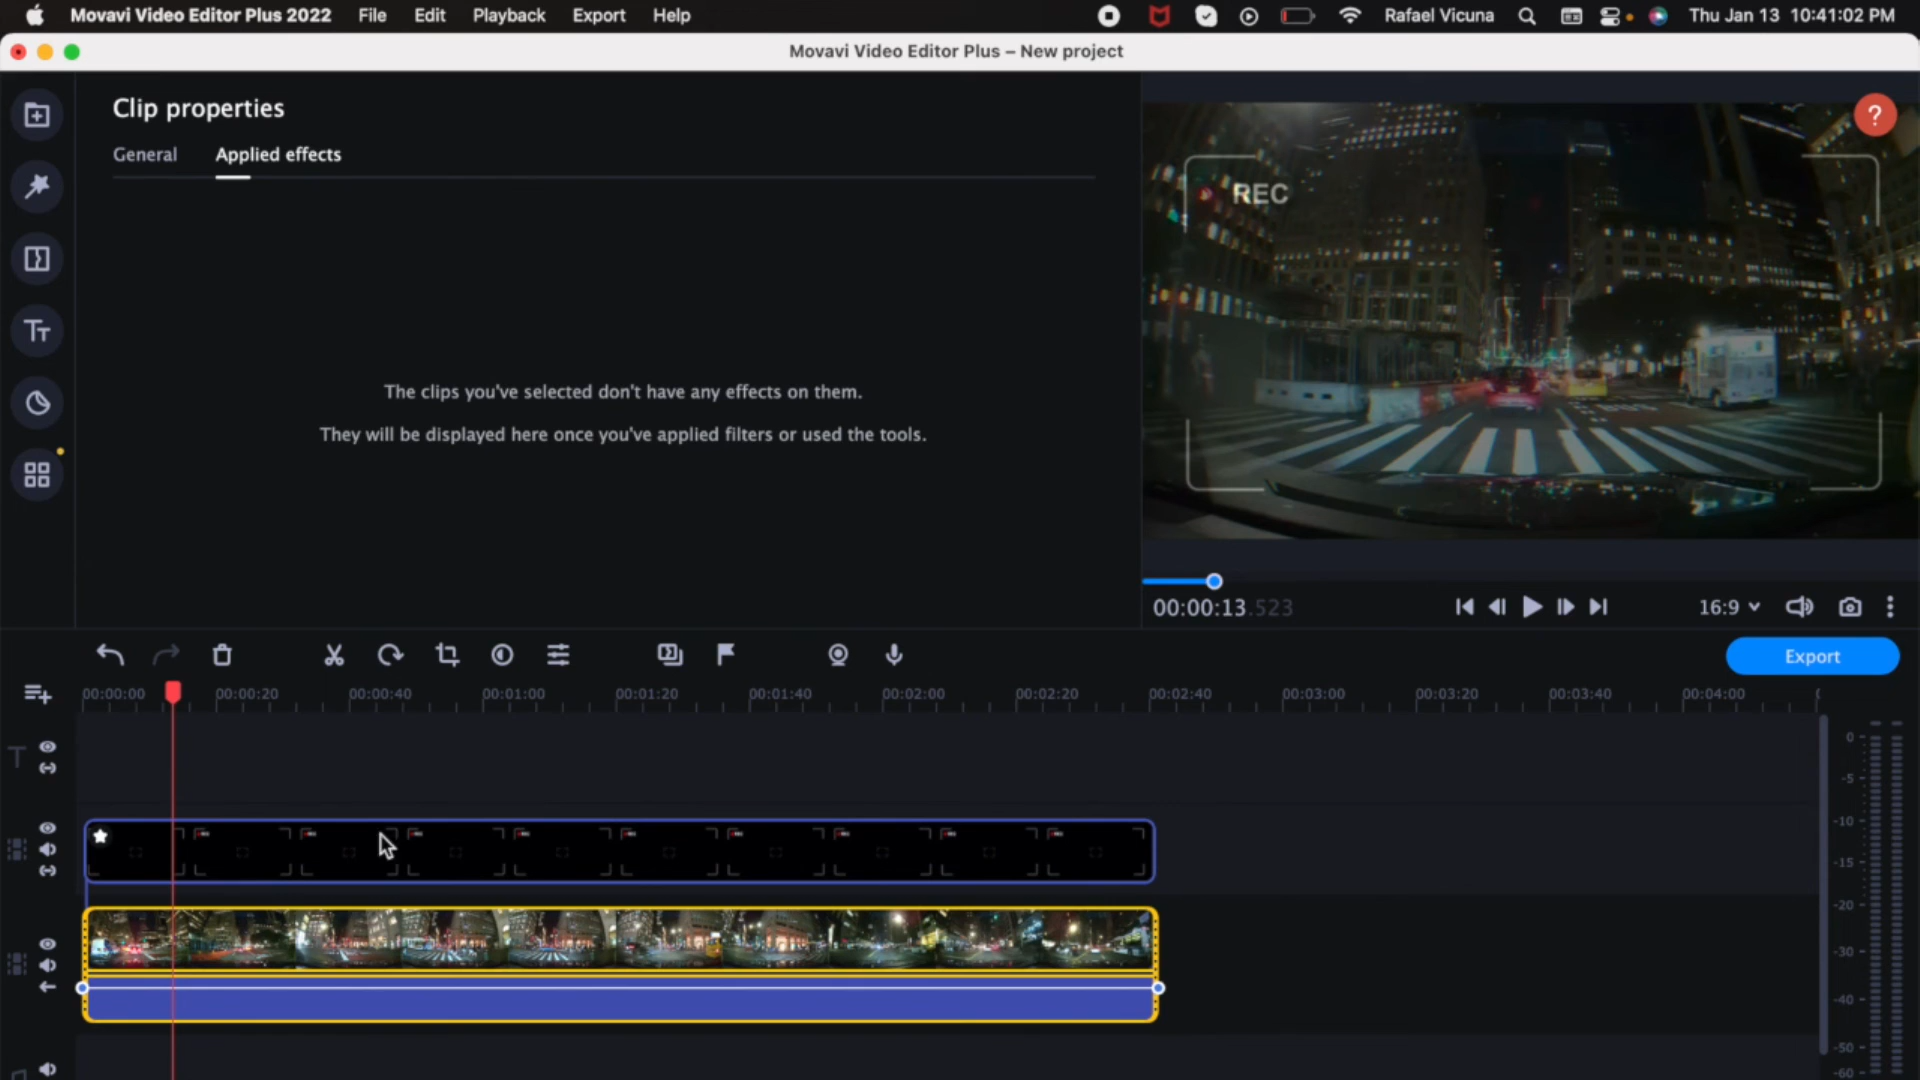 Movavi Video Editor Plus 2022 File Edit Playback Export Help Rafael Vicuna Thu Jan 13 10:41:02 PM
Movavi Video Editor Plus – New project
Clip properties
?
General Applied effects
REC
The clips you've selected don't have any effects on them.
They will be displayed here once you've applied filters or used the tools.
00:00:13.523
16:9
Export
00:00:00 00:00:20 00:00:40 00:01:00 00:01:20 00:01:40 00:02:00 00:02:20 00:02:40 00:03:00 00:03:20 00:03:40 00:04:00
0
-5
-10
-15
-20
-30
-40
-50
-60